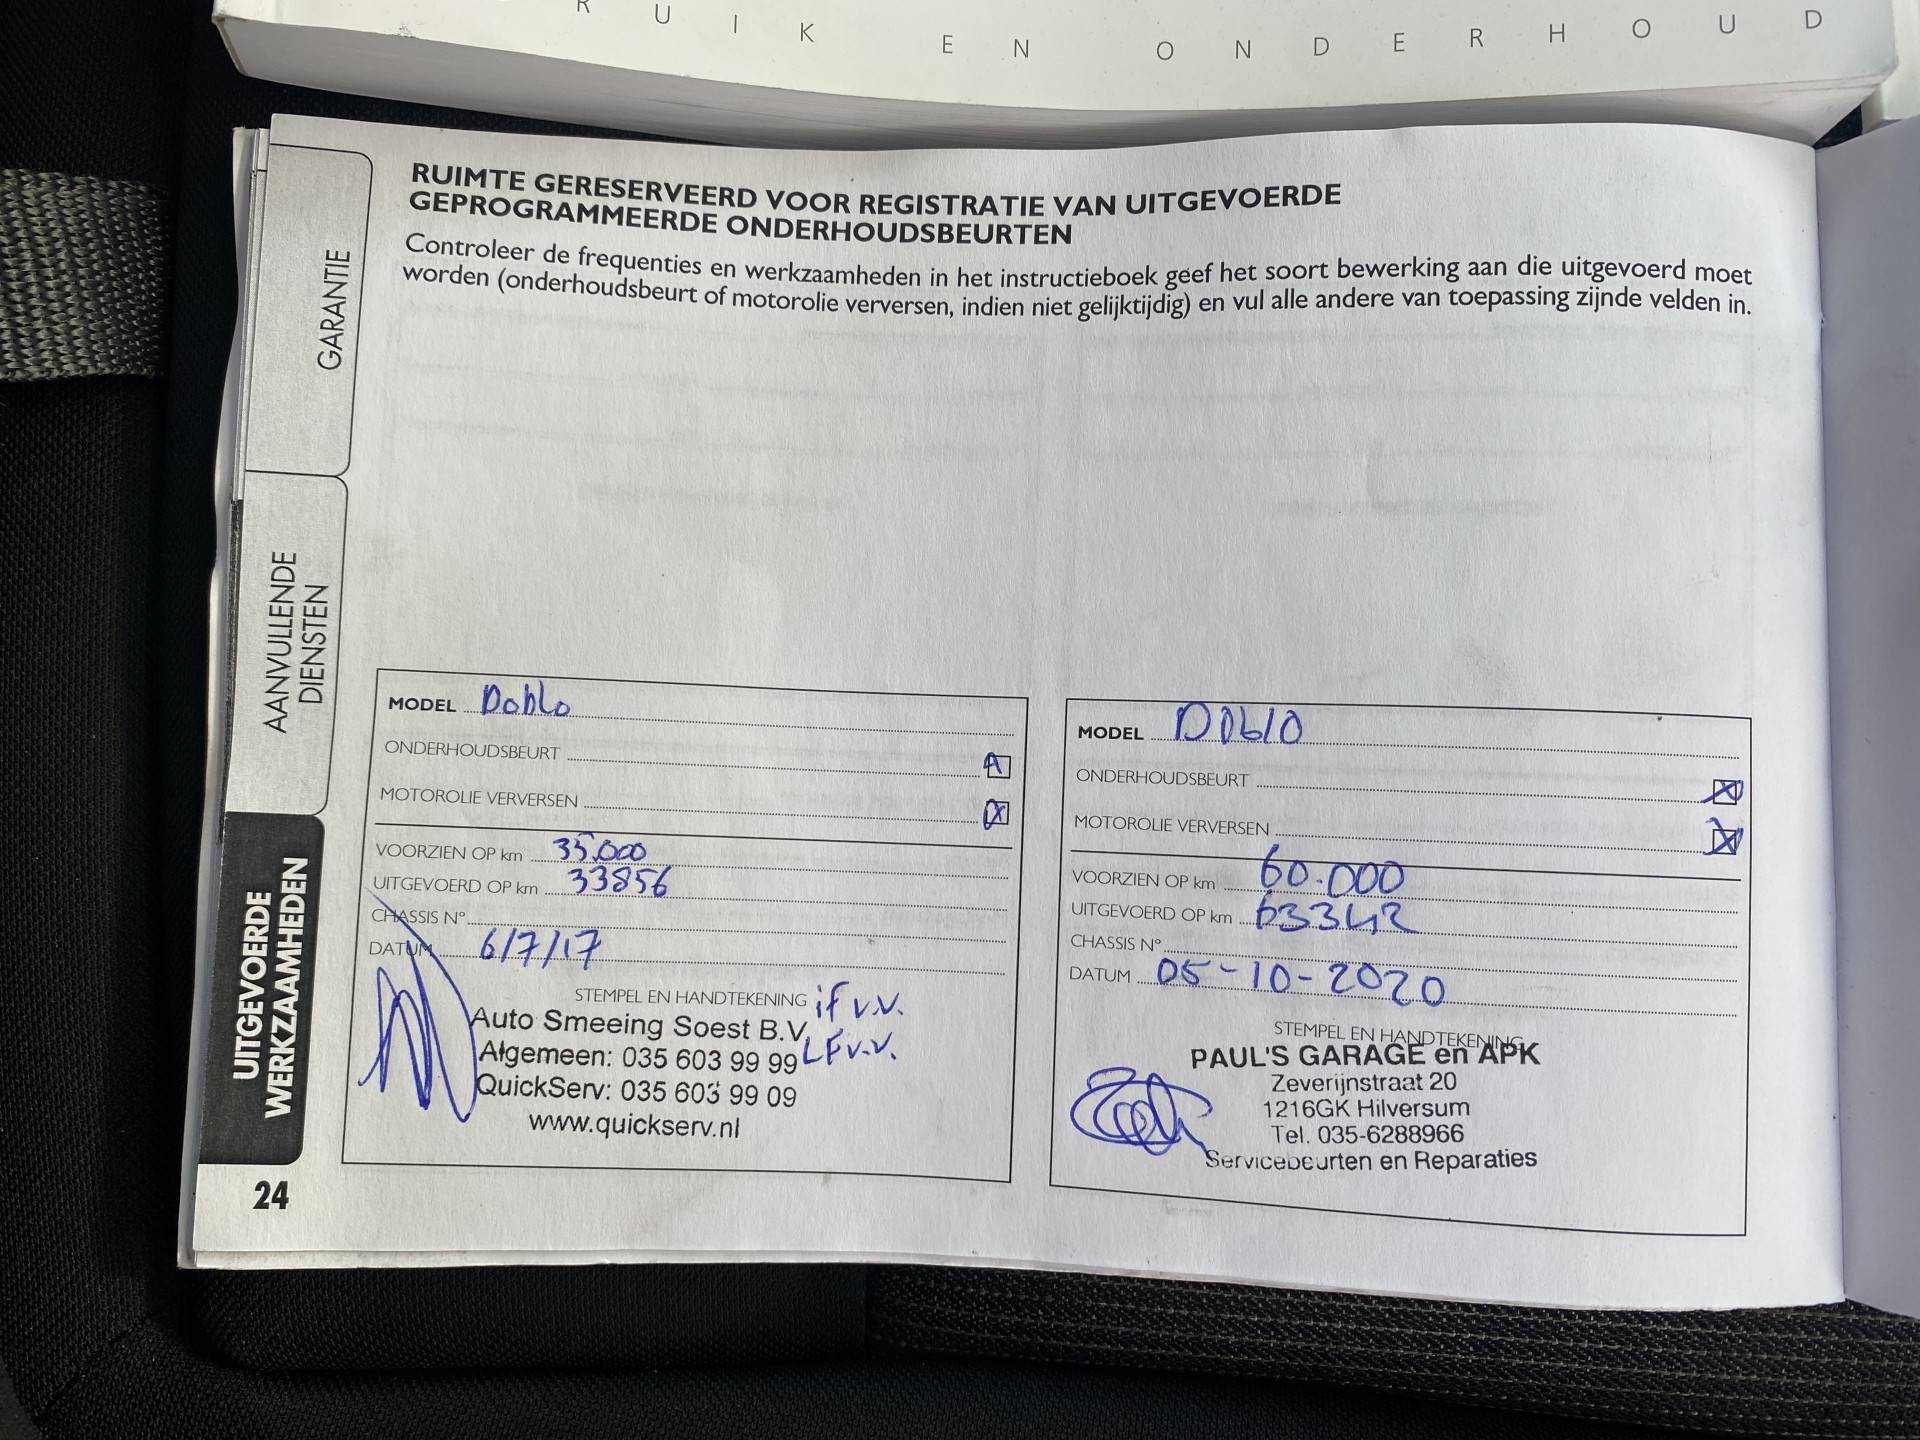 R U I K E N O N D E R H O U D
RUIMTE GERESERVEERD VOOR REGISTRATIE VAN UITGEVOERDE
GEPROGRAMMEERDE ONDERHOUDSBEURTEN
Controleer de frequenties en werkzaamheden in het instructieboek geef het soort bewerking aan die uitgevoerd moet
worden (onderhoudsbeurt of motorolie verversen, indien niet gelijktijdig) en vul alle andere van toepassing zijnde velden in.
GARANTIE
AANVULLENDE
DIENSTEN
UITGEVOERDE
WERKZAAMHEDEN
24
MODEL Doblo
ONDERHOUDSBEURT A
MOTOROLIE VERVERSEN X
VOORZIEN OP km 35.000
UITGEVOERD OP km 33856
CHASSIS N°
DATUM 6/7/17
STEMPEL EN HANDTEKENING if v.v.
Auto Smeeing Soest B.V.
Algemeen: 035 603 99 99 LF v.v.
QuickServ: 035 603 99 09
www.quickserv.nl
MODEL Doblo
ONDERHOUDSBEURT X
MOTOROLIE VERVERSEN X
VOORZIEN OP km 60.000
UITGEVOERD OP km 63342
CHASSIS N°
DATUM 05-10-2020
STEMPEL EN HANDTEKENING
PAUL'S GARAGE en APK
Zeverijnstraat 20
1216GK Hilversum
Tel. 035-6288966
Servicebeurten en Reparaties